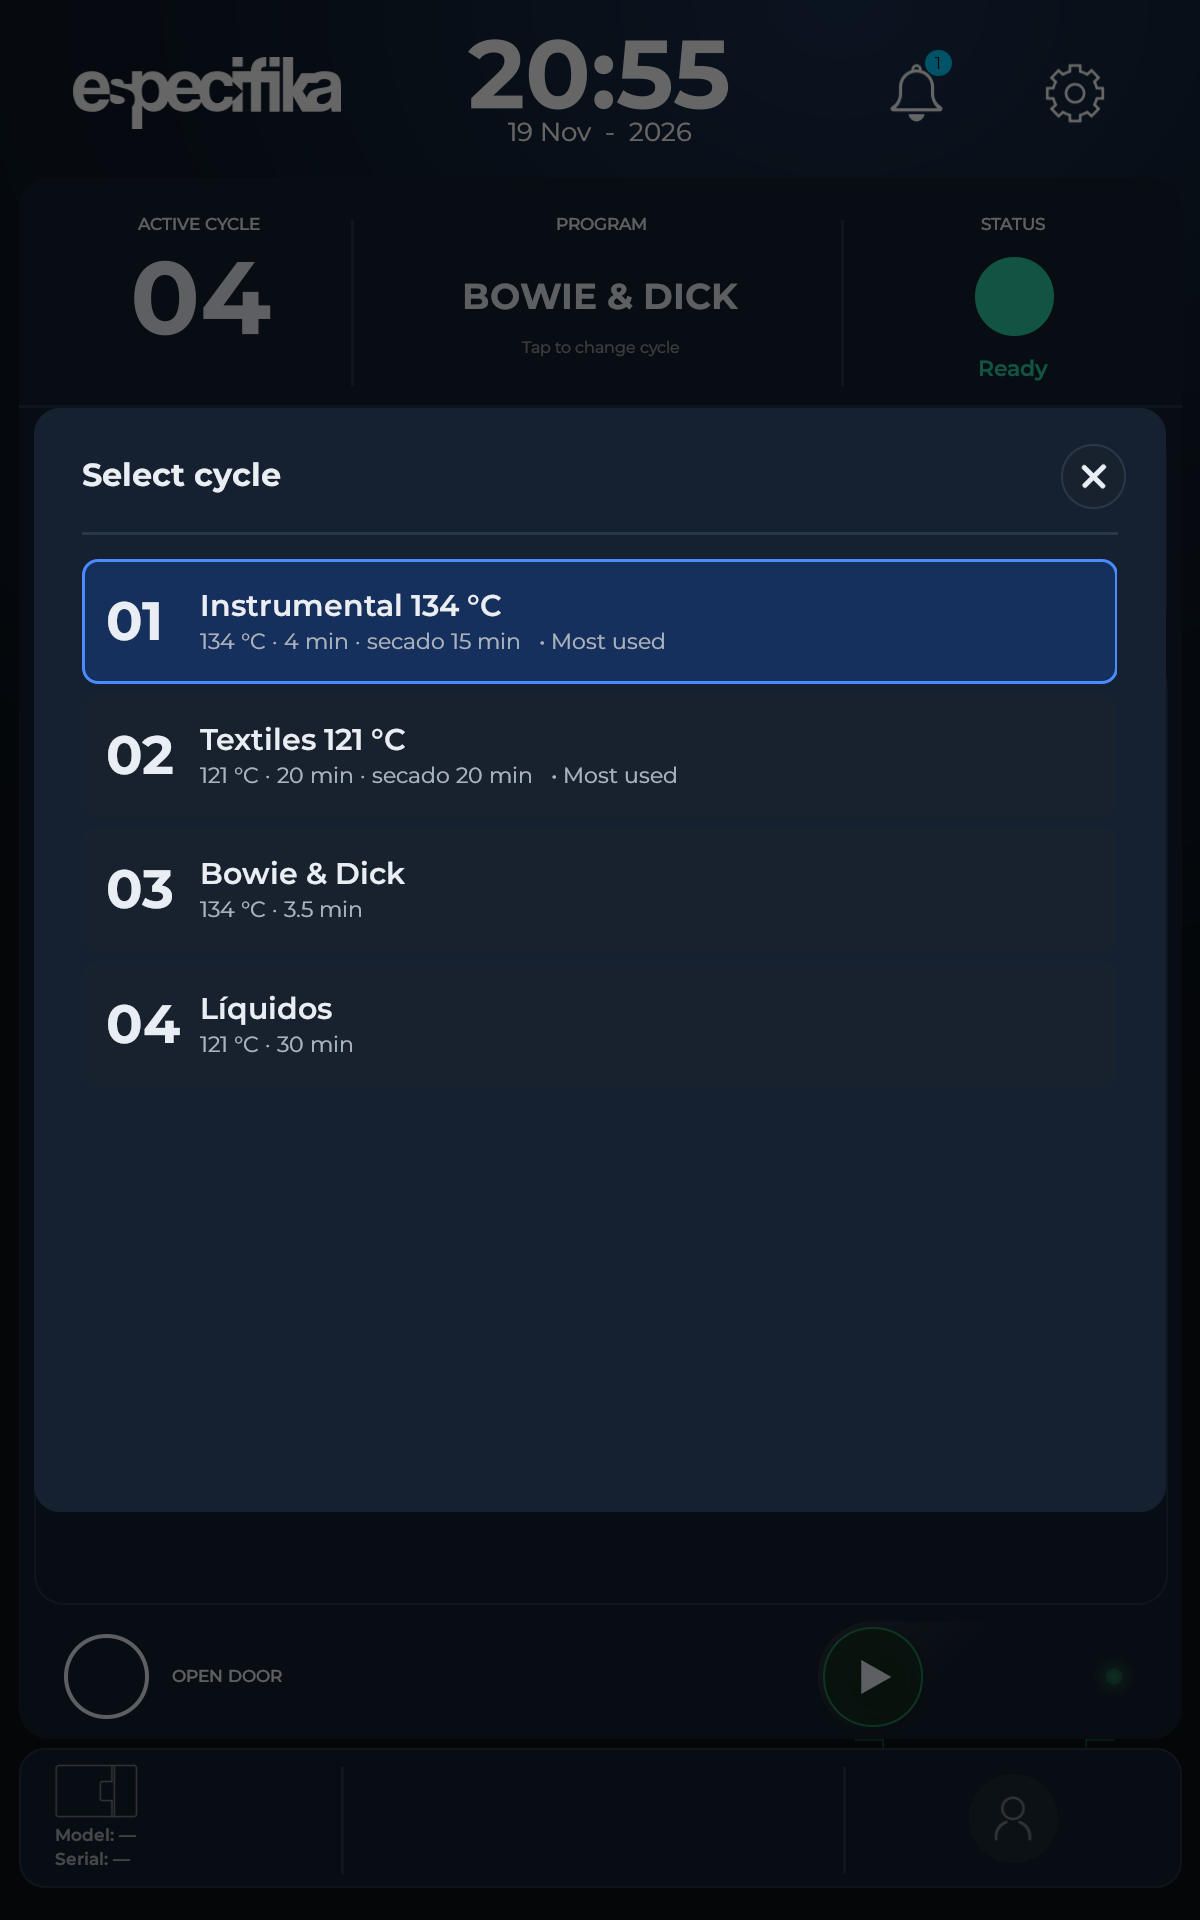 especifika
20:55
19 Nov - 2026
1
ACTIVE CYCLE
04
PROGRAM
BOWIE & DICK
Tap to change cycle
STATUS
Ready
Select cycle
01
Instrumental 134 °C
134 °C · 4 min · secado 15 min • Most used
02
Textiles 121 °C
121 °C · 20 min · secado 20 min • Most used
03
Bowie & Dick
134 °C · 3.5 min
04
Líquidos
121 °C · 30 min
OPEN DOOR
Model: —
Serial: —